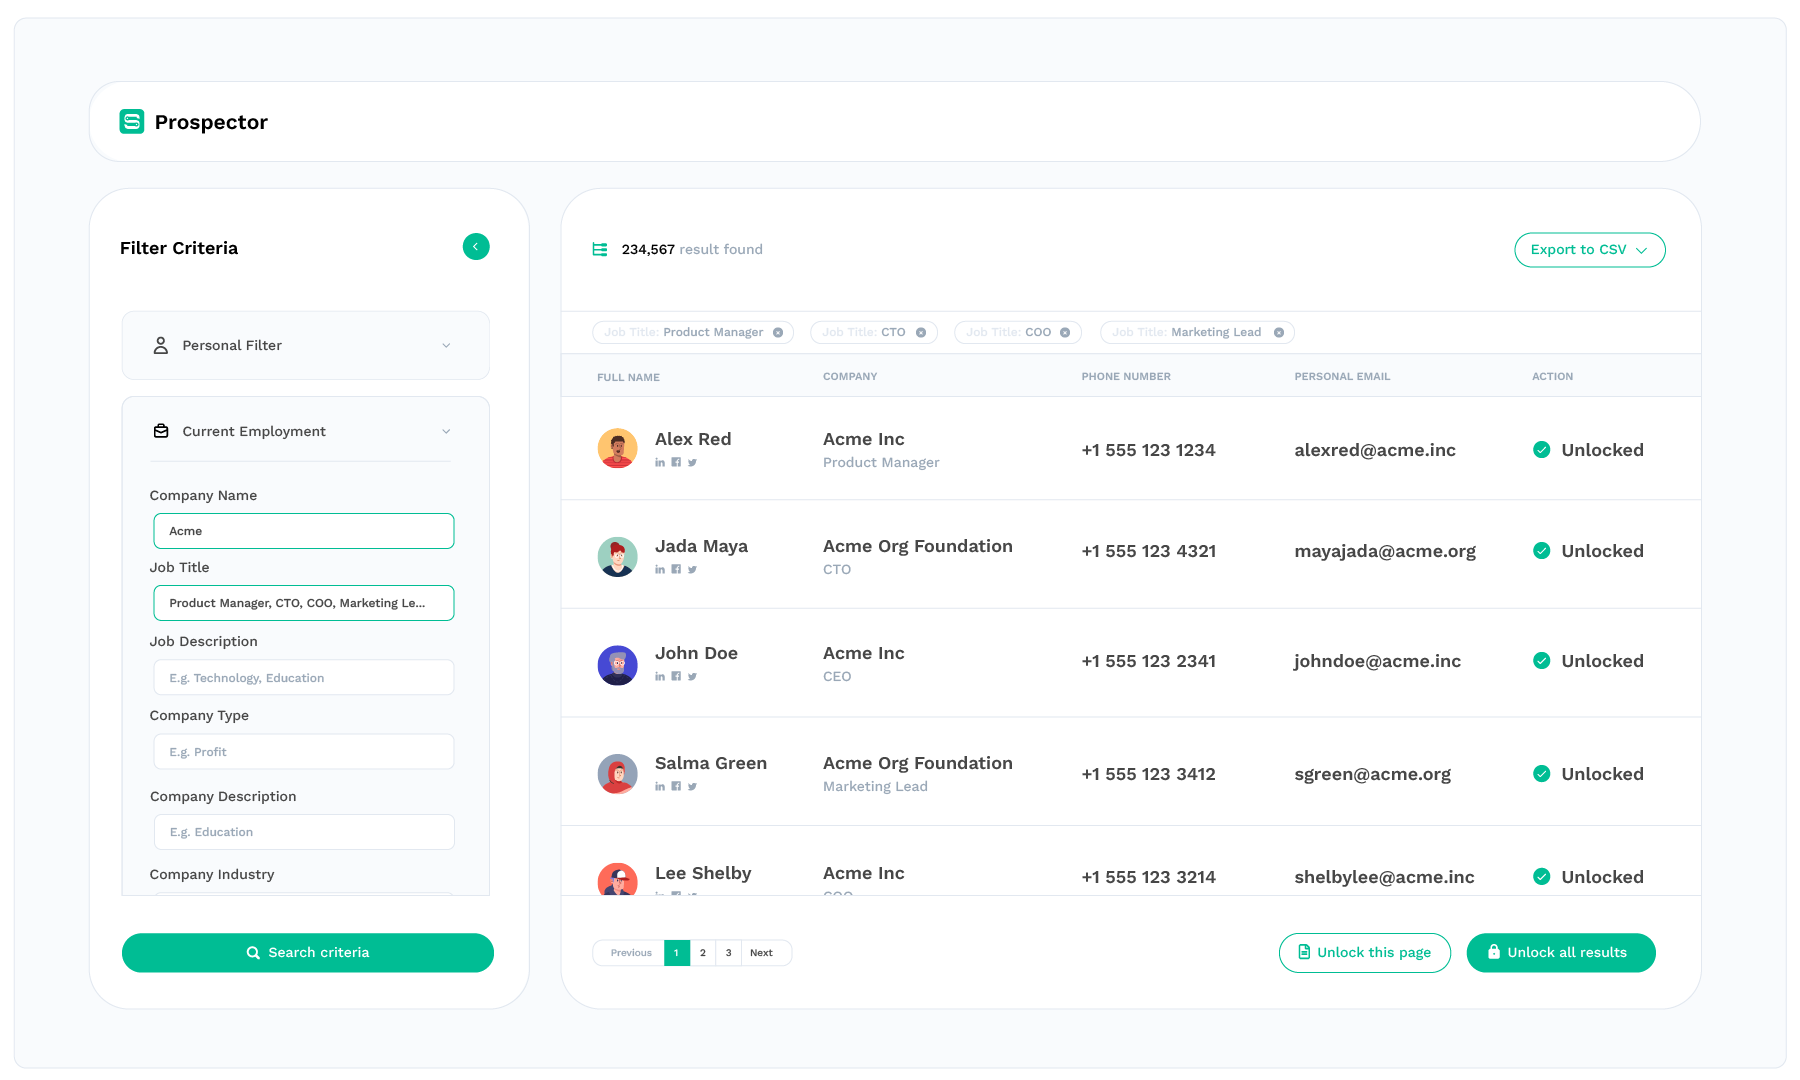 Prospector
Filter Criteria
Personal Filter
Current Employment
Company Name
Acme
Job Title
Product Manager, CTO, COO, Marketing Le...
Job Description
E.g. Technology, Education
Company Type
E.g. Profit
Company Description
E.g. Education
Company Industry
Search criteria
234,567 result found
Export to CSV
Job Title: Product Manager
Job Title: CTO
Job Title: COO
Job Title: Marketing Lead
FULL NAME COMPANY PHONE NUMBER PERSONAL EMAIL ACTION
Alex Red
Acme Inc
Product Manager
+1 555 123 1234
alexred@acme.inc
Unlocked
Jada Maya
Acme Org Foundation
CTO
+1 555 123 4321
mayajada@acme.org
Unlocked
John Doe
Acme Inc
CEO
+1 555 123 2341
johndoe@acme.inc
Unlocked
Salma Green
Acme Org Foundation
Marketing Lead
+1 555 123 3412
sgreen@acme.org
Unlocked
Lee Shelby
Acme Inc
+1 555 123 3214
shelbylee@acme.inc
Unlocked
Previous 1 2 3 Next
Unlock this page
Unlock all results